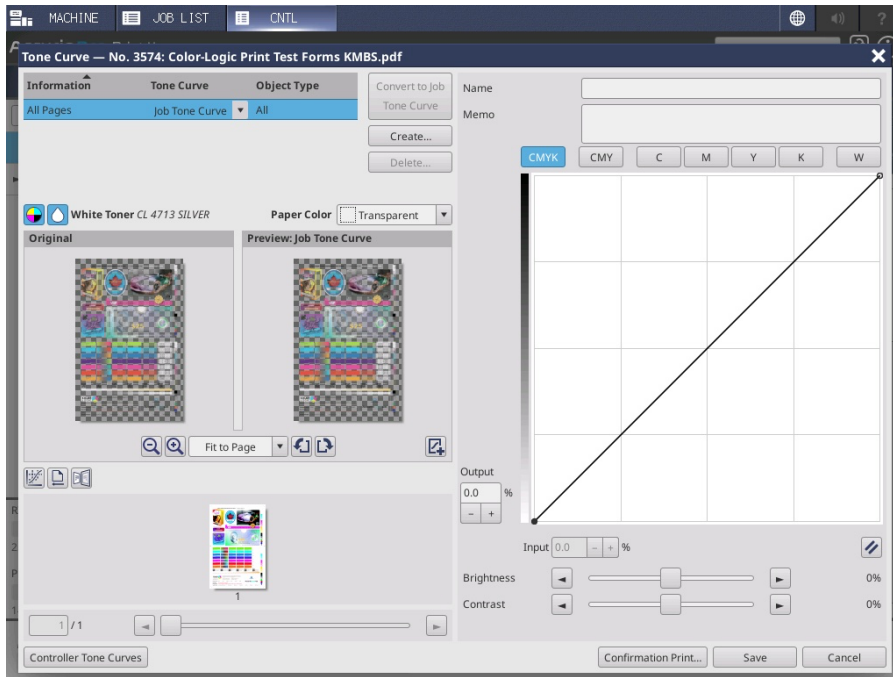 MACHINE JOB LIST CNTL
Tone Curve — No. 3574: Color-Logic Print Test Forms KMBS.pdf
Information Tone Curve Object Type
All Pages Job Tone Curve All
Convert to Job
Tone Curve
Create...
Delete...
White Toner CL 4713 SILVER Paper Color Transparent
Original Preview: Job Tone Curve
Fit to Page
1
1 / 1
Name
Memo
CMYK CMY C M Y K W
Output
0.0 %
- +
Input 0.0 - + %
Brightness 0%
Contrast 0%
Controller Tone Curves Confirmation Print... Save Cancel